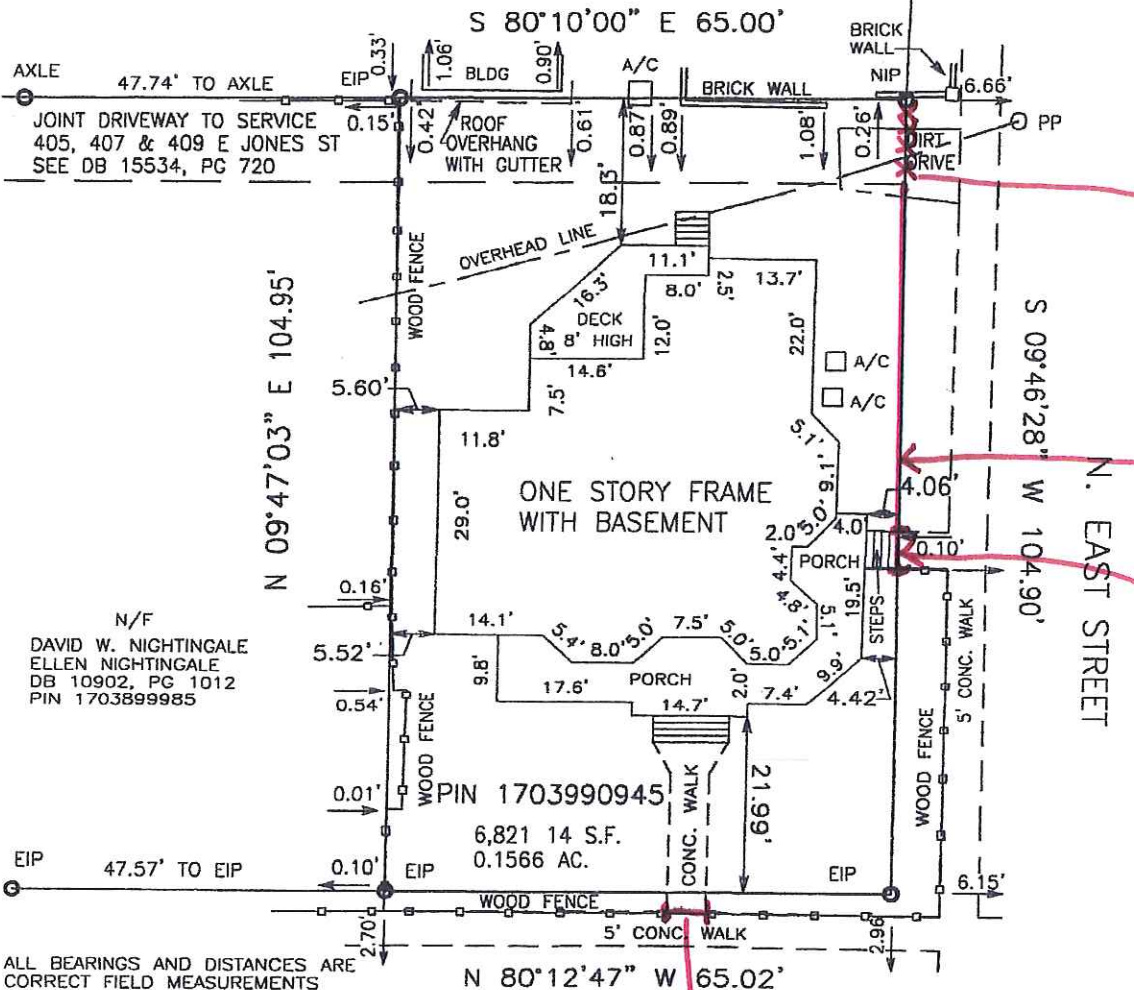 S 80°10'00" E 65.00'
BRICK
WALL
AXLE
47.74' TO AXLE
EIP
0.33'
1.06'
BLDG
0.90'
A/C
BRICK WALL
NIP
6.66'
JOINT DRIVEWAY TO SERVICE
405, 407 & 409 E JONES ST
SEE DB 15534, PG 720
0.15'
0.42'
ROOF
OVERHANG
WITH GUTTER
0.61'
0.87'
0.89'
1.08'
0.26'
DIRT
DRIVE
PP
18.3'
WOOD FENCE
OVERHEAD LINE
11.1'
8.0'
2.5'
13.7'
16.3'
DECK
8' HIGH
4.8'
12.0'
22.0'
14.6'
7.5'
A/C
A/C
N 09°47'03" E 104.95'
S 09°46'28" W 104.90'
N. EAST STREET
5.60'
11.8'
5.1'
9.1'
4.06'
29.0'
ONE STORY FRAME
WITH BASEMENT
2.0'
5.0'
4.0'
0.10'
4.4'
PORCH
STEPS
19.5'
4.8'
5.1'
0.16'
N/F
DAVID W. NIGHTINGALE
ELLEN NIGHTINGALE
DB 10902, PG 1012
PIN 1703899985
5.52'
14.1'
5.4'
8.0'
5.0'
7.5'
5.0'
5.0'
5.1'
9.8'
17.6'
PORCH
14.7'
2.0'
7.4'
9.9'
4.42'
0.54'
WOOD FENCE
0.01'
PIN 1703990945
6,821 14 S.F.
0.1566 AC.
CONC. WALK
21.99'
WOOD FENCE
5' CONC. WALK
EIP
47.57' TO EIP
0.10'
EIP
EIP
6.15'
WOOD FENCE
5' CONC. WALK
2.70'
2.96'
ALL BEARINGS AND DISTANCES ARE
CORRECT FIELD MEASUREMENTS
N 80°12'47" W 65.02'